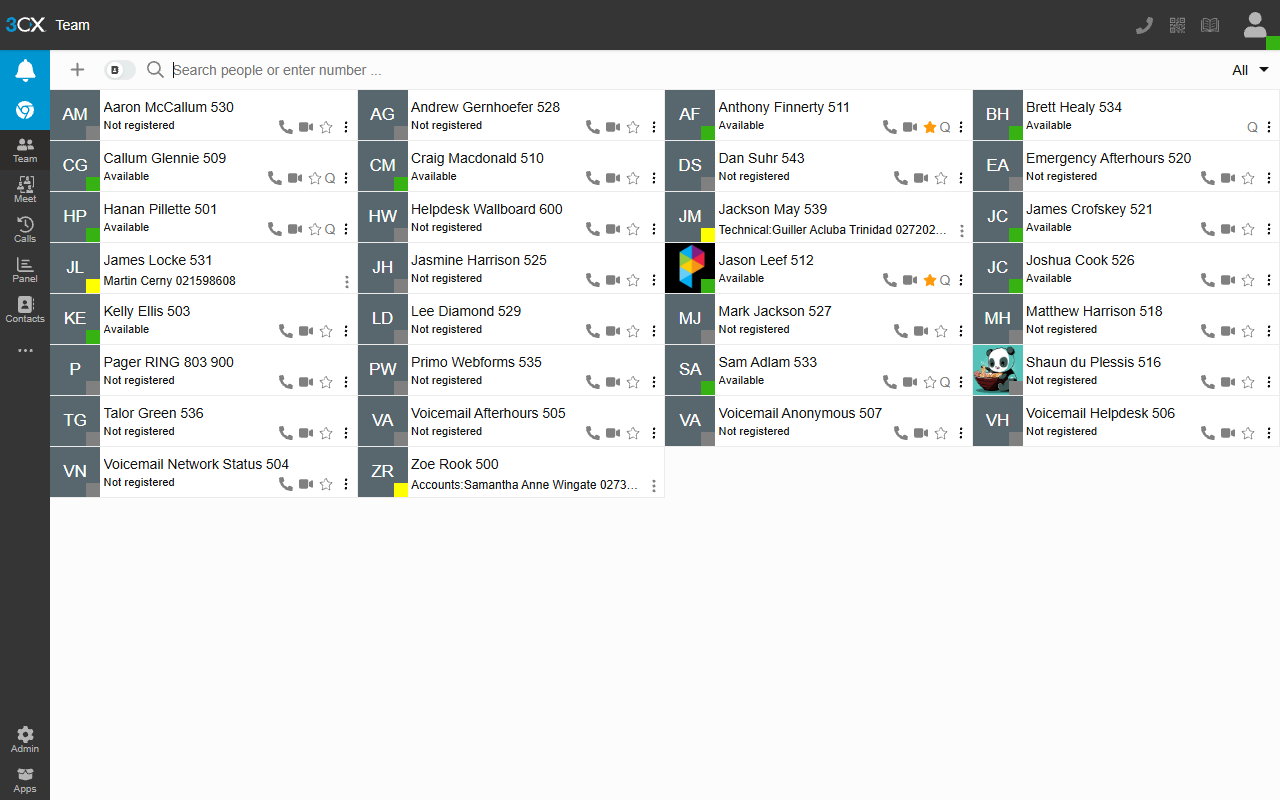 3CX Team
Search people or enter number ...
All
Team
Meet
Calls
Panel
Contacts
Admin
Apps
AM Aaron McCallum 530
Not registered
AG Andrew Gernhoefer 528
Not registered
AF Anthony Finnerty 511
Available Q
BH Brett Healy 534
Available Q
CG Callum Glennie 509
Available Q
CM Craig Macdonald 510
Available
DS Dan Suhr 543
Not registered
EA Emergency Afterhours 520
Not registered
HP Hanan Pillette 501
Available Q
HW Helpdesk Wallboard 600
Not registered
JM Jackson May 539
Technical:Guiller Acluba Trinidad 027202...
JC James Crofskey 521
Available
JL James Locke 531
Martin Cerny 021598608
JH Jasmine Harrison 525
Not registered
Jason Leef 512
Available Q
JC Joshua Cook 526
Available
KE Kelly Ellis 503
Available
LD Lee Diamond 529
Not registered
MJ Mark Jackson 527
Not registered
MH Matthew Harrison 518
Not registered
P Pager RING 803 900
Not registered
PW Primo Webforms 535
Not registered
SA Sam Adlam 533
Available Q
Shaun du Plessis 516
Not registered
TG Talor Green 536
Not registered
VA Voicemail Afterhours 505
Not registered
VA Voicemail Anonymous 507
Not registered
VH Voicemail Helpdesk 506
Not registered
VN Voicemail Network Status 504
Not registered
ZR Zoe Rook 500
Accounts:Samantha Anne Wingate 0273...